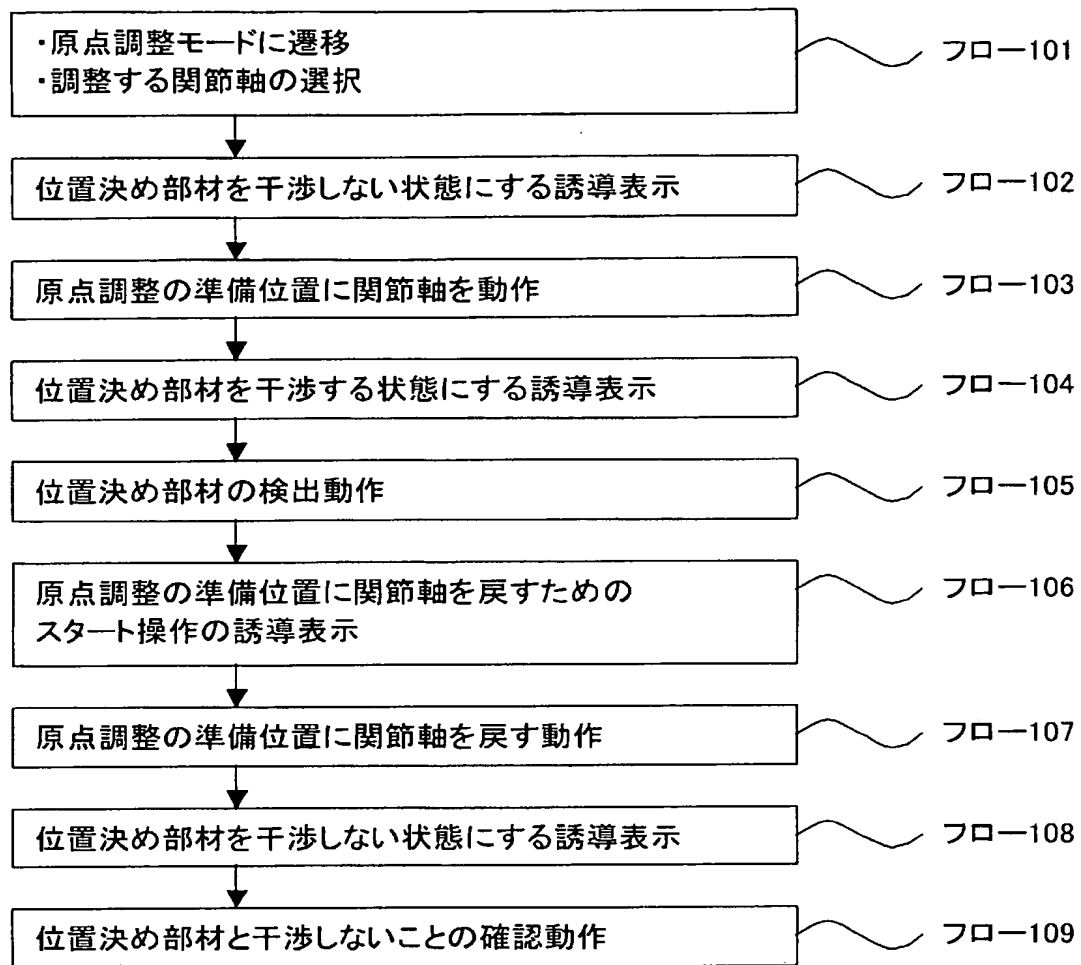 ・原点調整モードに遷移
・調整する関節軸の選択
フロー101
位置決め部材を干渉しない状態にする誘導表示
フロー102
原点調整の準備位置に関節軸を動作
フロー103
位置決め部材を干渉する状態にする誘導表示
フロー104
位置決め部材の検出動作
フロー105
原点調整の準備位置に関節軸を戻すための
スタート操作の誘導表示
フロー106
原点調整の準備位置に関節軸を戻す動作
フロー107
位置決め部材を干渉しない状態にする誘導表示
フロー108
位置決め部材と干渉しないことの確認動作
フロー109